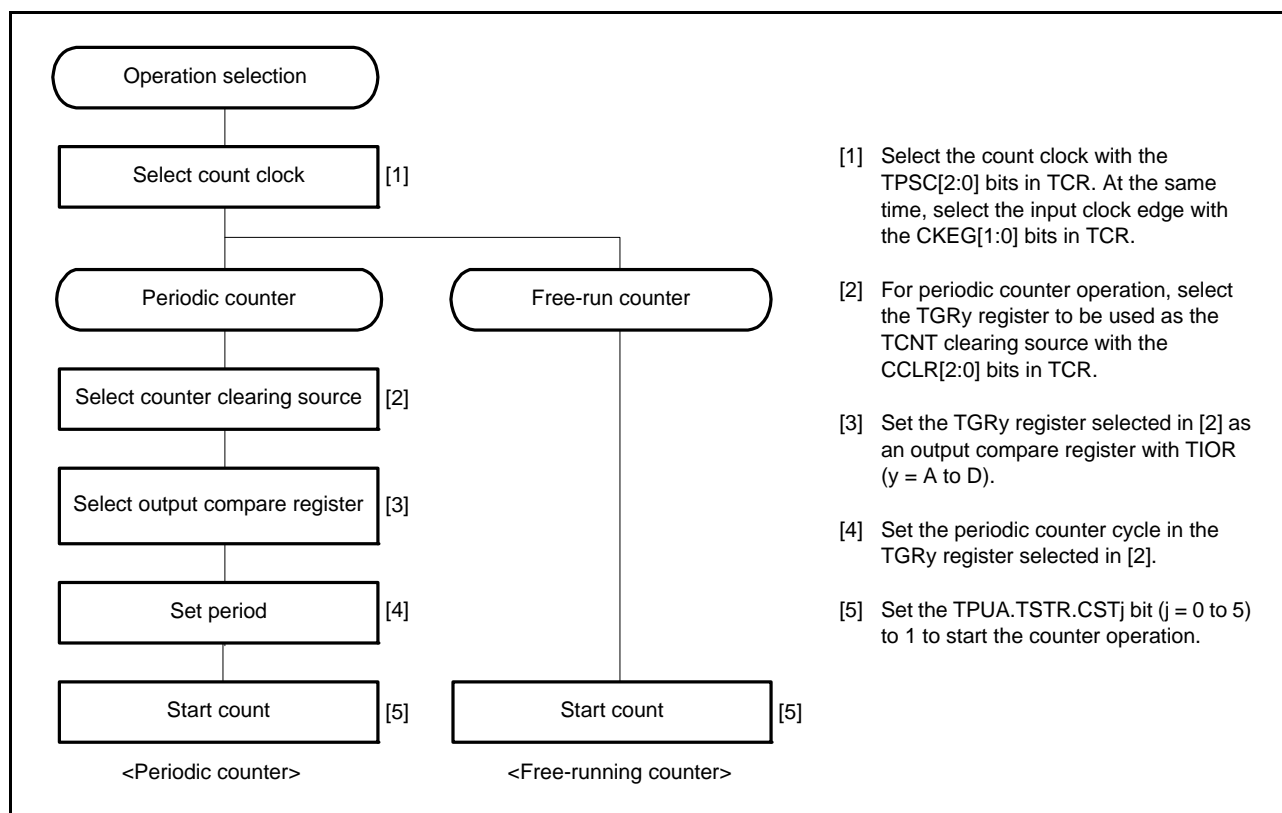 Operation selection
Select count clock
[1]
Periodic counter
Free-run counter
Select counter clearing source
[2]
Select output compare register
[3]
Set period
[4]
Start count
[5]
Start count
[5]
<Periodic counter>
<Free-running counter>
[1] Select the count clock with the
TPSC[2:0] bits in TCR. At the same
time, select the input clock edge with
the CKEG[1:0] bits in TCR.
[2] For periodic counter operation, select
the TGRy register to be used as the
TCNT clearing source with the
CCLR[2:0] bits in TCR.
[3] Set the TGRy register selected in [2] as
an output compare register with TIOR
(y = A to D).
[4] Set the periodic counter cycle in the
TGRy register selected in [2].
[5] Set the TPUA.TSTR.CSTj bit (j = 0 to 5)
to 1 to start the counter operation.